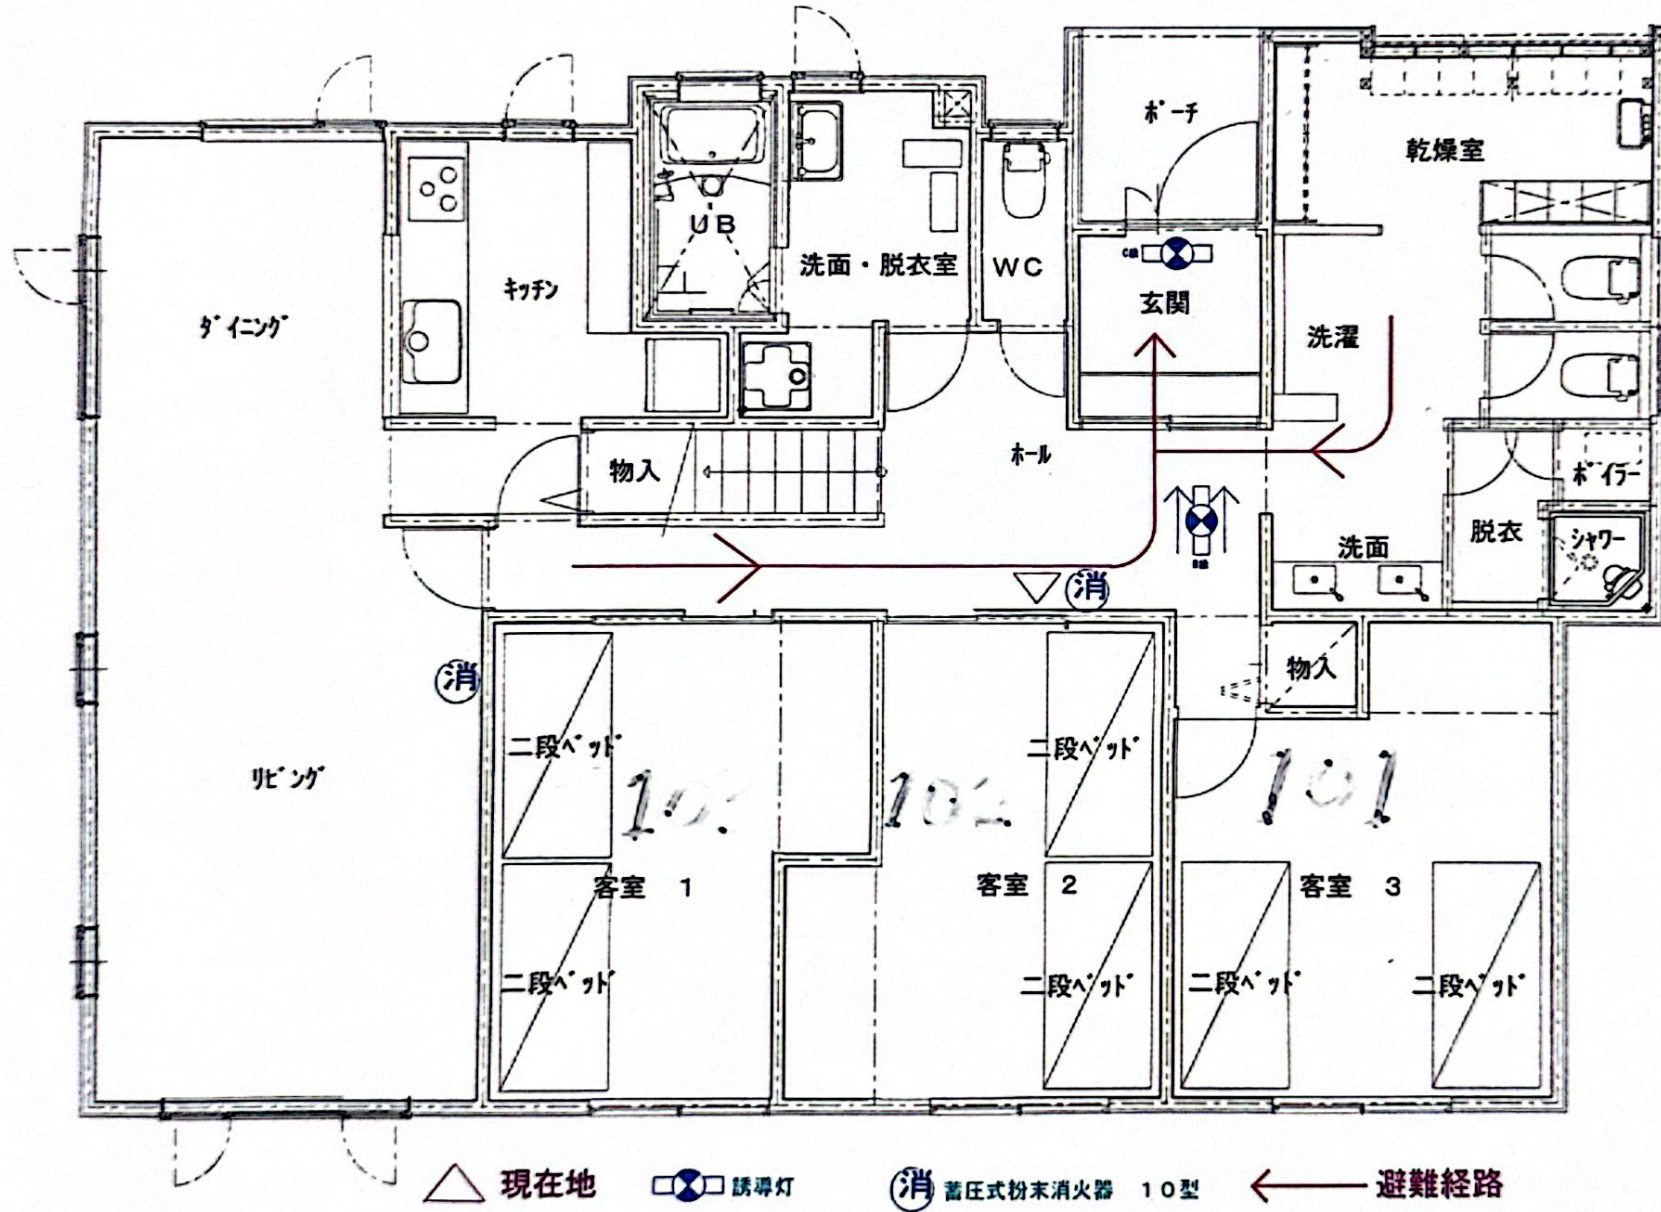 ポーチ
乾燥室
UB
洗面・脱衣室
WC
C級
玄関
キッチン
ダイニング
洗濯
ホール
物入
ボイラー
脱衣
シャワー
洗面
B級
消
消
物入
二段ベッド
二段ベッド
リビング
102
101
客室 1
客室 2
客室 3
二段ベッド
二段ベッド
二段ベッド
二段ベッド
現在地
誘導灯
消 蓄圧式粉末消火器 10型
避難経路